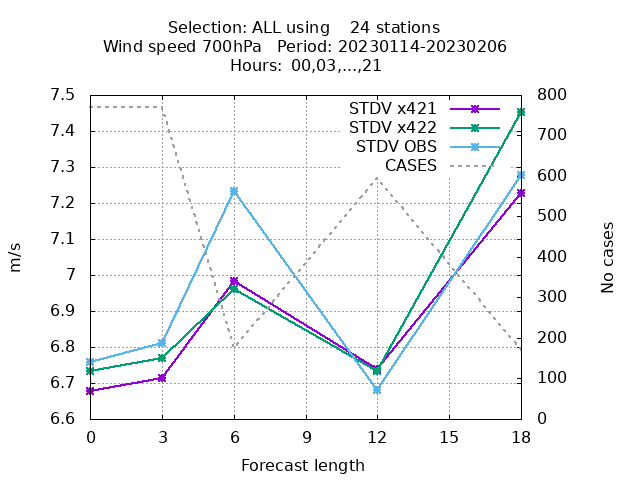 Selection: ALL using    24 stations
Wind speed 700hPa   Period: 20230114-20230206
Hours:  00,03,...,21
7.5
7.4
7.3
7.2
7.1
7
6.9
6.8
6.7
6.6
m/s
STDV x421
STDV x422
STDV OBS
CASES
800
700
600
500
400
300
200
100
0
No cases
0 3 6 9 12 15 18
Forecast length